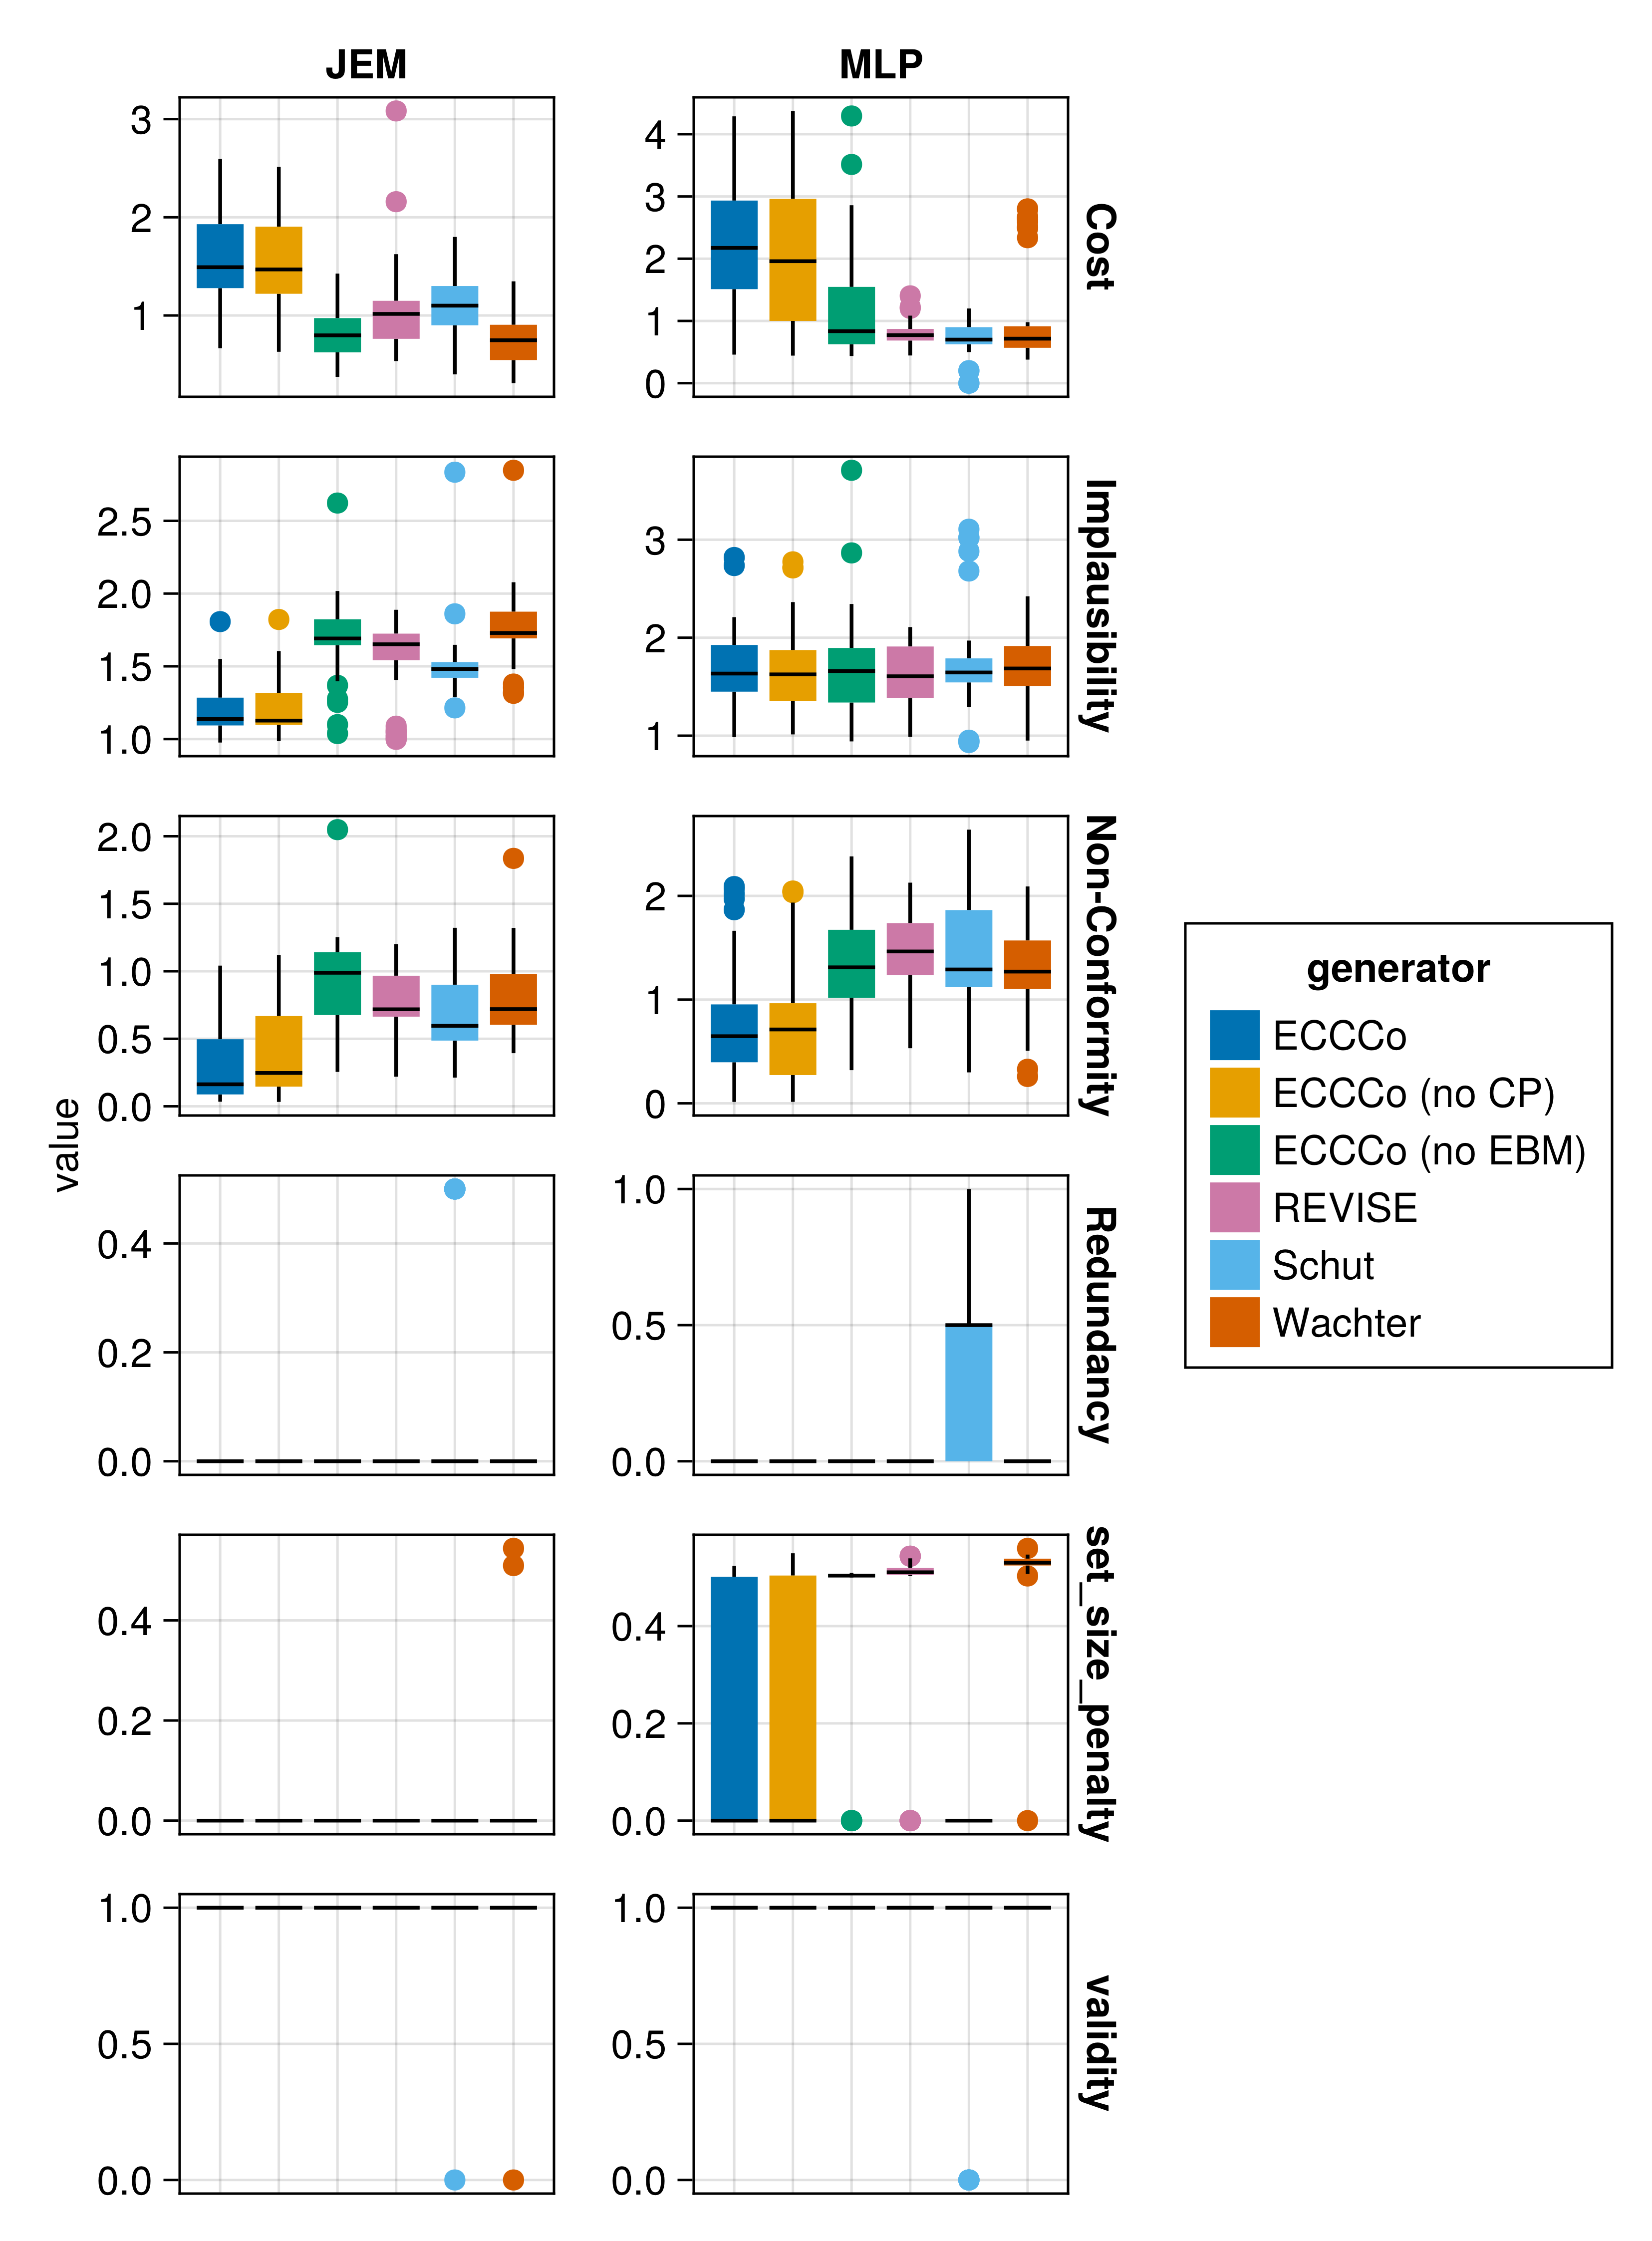 JEM
MLP
3
2
1
4
3
2
1
0
Cost
2.5
2.0
1.5
1.0
3
2
1
Implausibility
2.0
1.5
1.0
0.5
0.0
2
1
0
Non-Conformity
value
0.4
0.2
0.0
1.0
0.5
0.0
Redundancy
0.4
0.2
0.0
0.4
0.2
0.0
set_size_penalty
1.0
0.5
0.0
1.0
0.5
0.0
validity
generator
ECCCo
ECCCo (no CP)
ECCCo (no EBM)
REVISE
Schut
Wachter